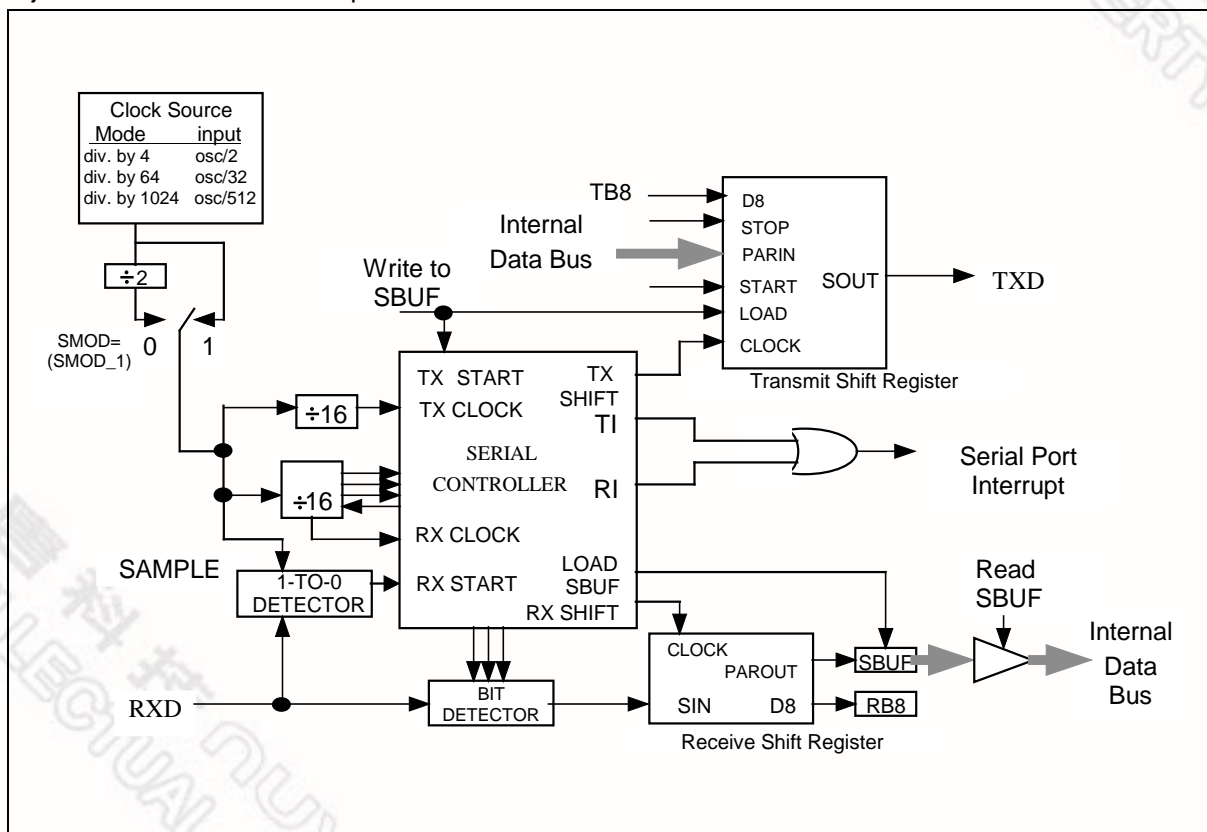 Clock Source
Mode input
div. by 4 osc/2
div. by 64 osc/32
div. by 1024 osc/512
÷2
SMOD=
(SMOD_1)
0 1
TB8
Internal
Data Bus
Write to
SBUF
D8
STOP
PARIN
START
LOAD
CLOCK
SOUT
TXD
Transmit Shift Register
÷16
÷16
TX START
TX CLOCK
SERIAL
CONTROLLER
RX CLOCK
RX START
TX
SHIFT
TI
RI
LOAD
SBUF
RX SHIFT
Serial Port
Interrupt
SAMPLE
1-TO-0
DETECTOR
RXD
BIT
DETECTOR
CLOCK
PAROUT
SIN D8
Receive Shift Register
SBUF
RB8
Read
SBUF
Internal
Data
Bus